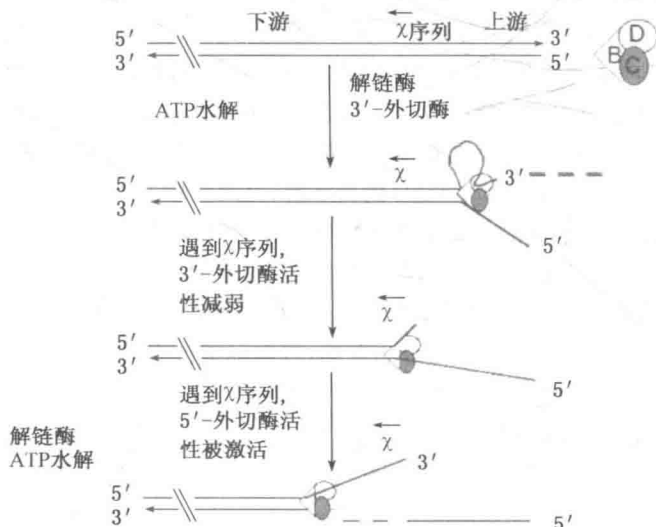 下游
χ序列
上游
5′
3′
3′
5′
D
B
C
ATP水解
解链酶
3′-外切酶
5′
3′
χ
3′
5′
遇到χ序列,
3′-外切酶活
性减弱
χ
5′
3′
5′
遇到χ序列,
5′-外切酶活
性被激活
解链酶
ATP水解
χ
3′
5′
3′
5′